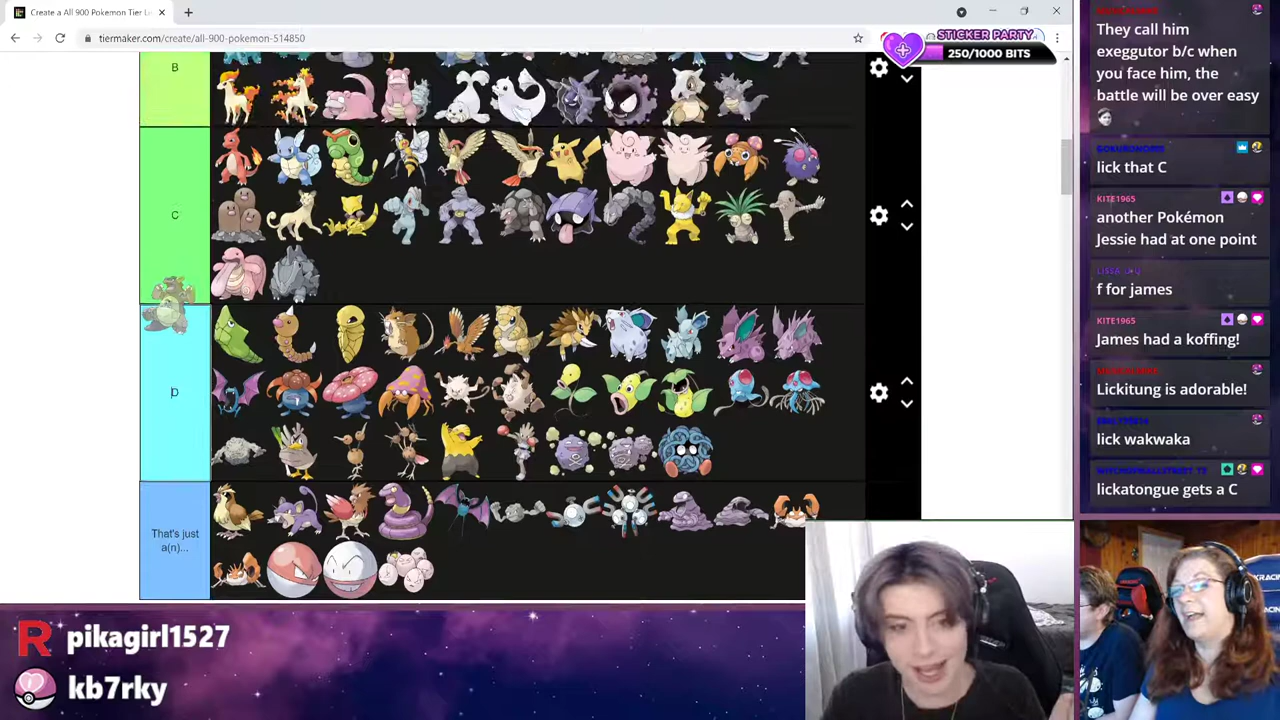 Create a All 900 Pokemon Tier Li
tiermaker.com/create/all-900-pokemon-514850
STICKER PARTY
250/1000 BITS
They call him
exeggutor b/c when
you face him, the
battle will be over easy
lick that C
KITE1965
another Pokémon
Jessie had at one point
f for james
KITE1965
James had a koffing!
Lickitung is adorable!
lick wakwaka
lickatongue gets a C
B
C
D
That's just
a(n)...
R pikagirl1527
kb7rky